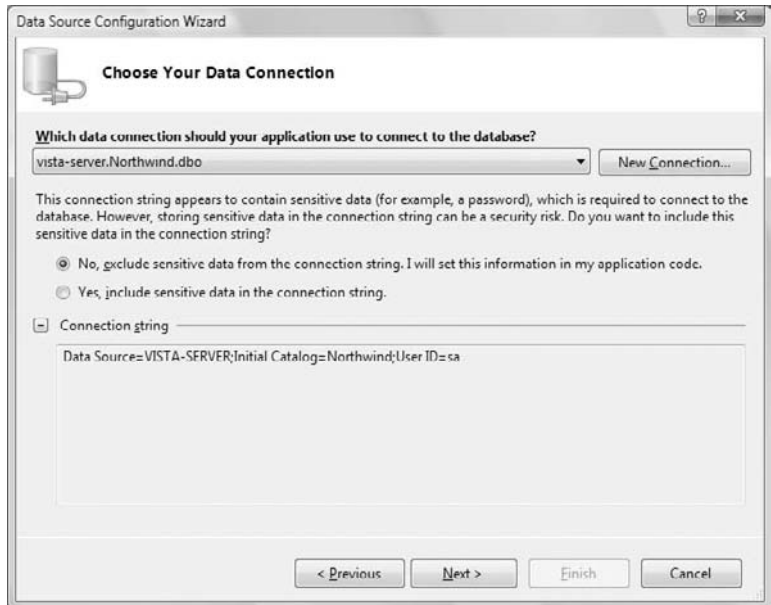 Data Source Configuration Wizard
Choose Your Data Connection
Which data connection should your application use to connect to the database?
vista-server.Northwind.dbo
New Connection...
This connection string appears to contain sensitive data (for example, a password), which is required to connect to the
database. However, storing sensitive data in the connection string can be a security risk. Do you want to include this
sensitive data in the connection string?
No, exclude sensitive data from the connection string. I will set this information in my application code.
Yes, include sensitive data in the connection string.
Connection string
Data Source=VISTA-SERVER;Initial Catalog=Northwind;User ID=sa
< Previous
Next >
Finish
Cancel